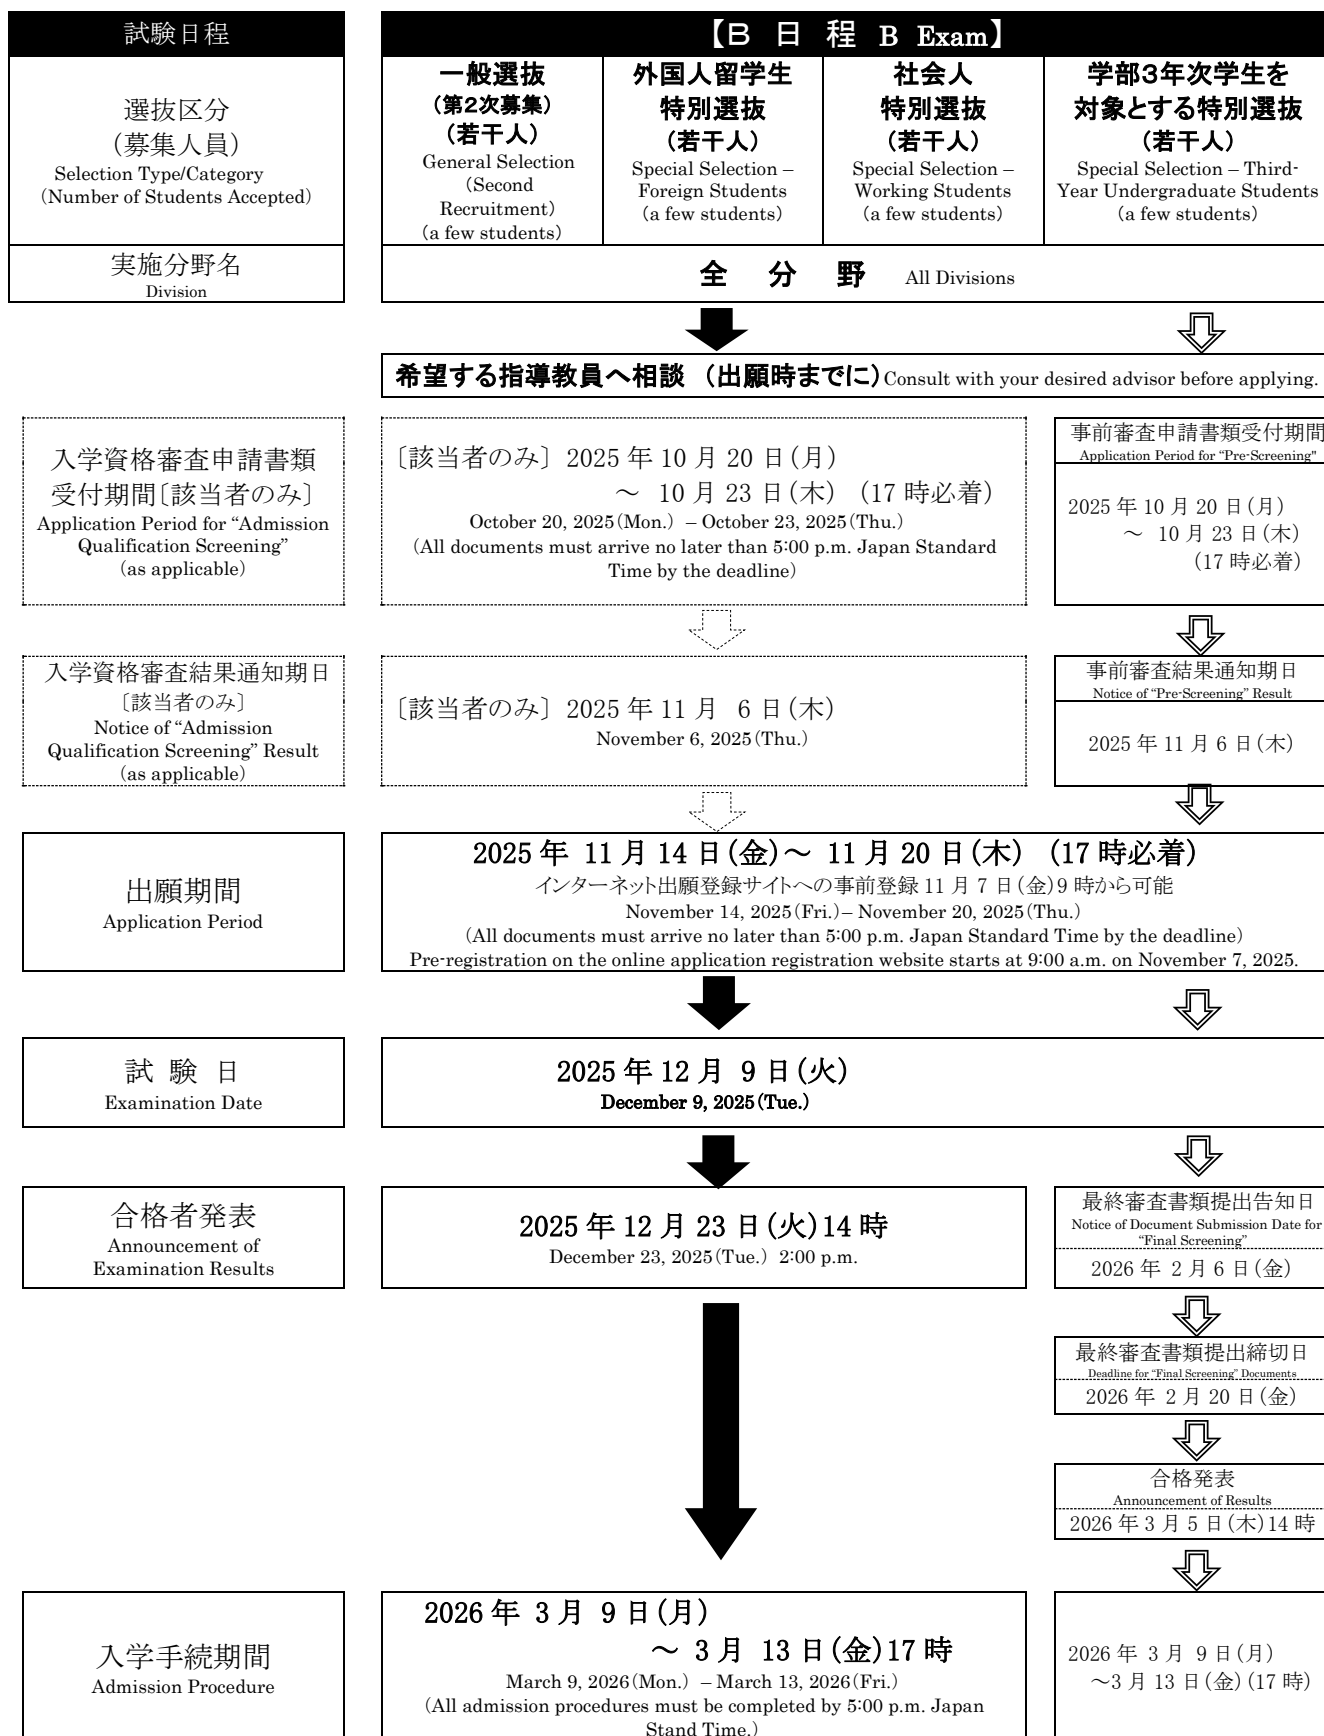 試験日程
【B 日 程 B Exam】
選抜区分
(募集人員)
Selection Type/Category
(Number of Students Accepted)
一般選抜
(第2次募集)
(若干人)
General Selection
(Second
Recruitment)
(a few students)
外国人留学生
特別選抜
(若干人)
Special Selection –
Foreign Students
(a few students)
社会人
特別選抜
(若干人)
Special Selection –
Working Students
(a few students)
学部3年次学生を
対象とする特別選抜
(若干人)
Special Selection – Third-
Year Undergraduate Students
(a few students)
実施分野名
Division
全 分 野 All Divisions
希望する指導教員へ相談 (出願時までに) Consult with your desired advisor before applying.
入学資格審査申請書類
受付期間〔該当者のみ〕
Application Period for “Admission
Qualification Screening”
(as applicable)
〔該当者のみ〕 2025 年 10 月 20 日(月)
～ 10 月 23 日(木) (17 時必着)
October 20, 2025(Mon.) – October 23, 2025(Thu.)
(All documents must arrive no later than 5:00 p.m. Japan Standard
Time by the deadline)
事前審査申請書類受付期間
Application Period for “Pre-Screening"
2025 年 10 月 20 日(月)
～ 10 月 23 日(木)
(17 時必着)
入学資格審査結果通知期日
〔該当者のみ〕
Notice of “Admission
Qualification Screening” Result
(as applicable)
〔該当者のみ〕 2025 年 11 月 6 日(木)
November 6, 2025(Thu.)
事前審査結果通知期日
Notice of “Pre-Screening” Result
2025 年 11 月 6 日(木)
出願期間
Application Period
2025 年 11 月 14 日(金)～ 11 月 20 日(木) (17 時必着)
インターネット出願登録サイトへの事前登録 11 月 7 日(金)9 時から可能
November 14, 2025(Fri.)– November 20, 2025(Thu.)
(All documents must arrive no later than 5:00 p.m. Japan Standard Time by the deadline)
Pre-registration on the online application registration website starts at 9:00 a.m. on November 7, 2025.
試 験 日
Examination Date
2025 年 12 月 9 日(火)
December 9, 2025(Tue.)
合格者発表
Announcement of
Examination Results
2025 年 12 月 23 日(火)14 時
December 23, 2025(Tue.) 2:00 p.m.
最終審査書類提出告知日
Notice of Document Submission Date for
“Final Screening”
2026 年 2 月 6 日(金)
最終審査書類提出締切日
Deadline for “Final Screening” Documents
2026 年 2 月 20 日(金)
合格発表
Announcement of Results
2026 年 3 月 5 日(木)14 時
入学手続期間
Admission Procedure
2026 年 3 月 9 日(月)
～ 3 月 13 日(金)17 時
March 9, 2026(Mon.) – March 13, 2026(Fri.)
(All admission procedures must be completed by 5:00 p.m. Japan
Stand Time.)
2026 年 3 月 9 日(月)
～3 月 13 日(金)(17 時)